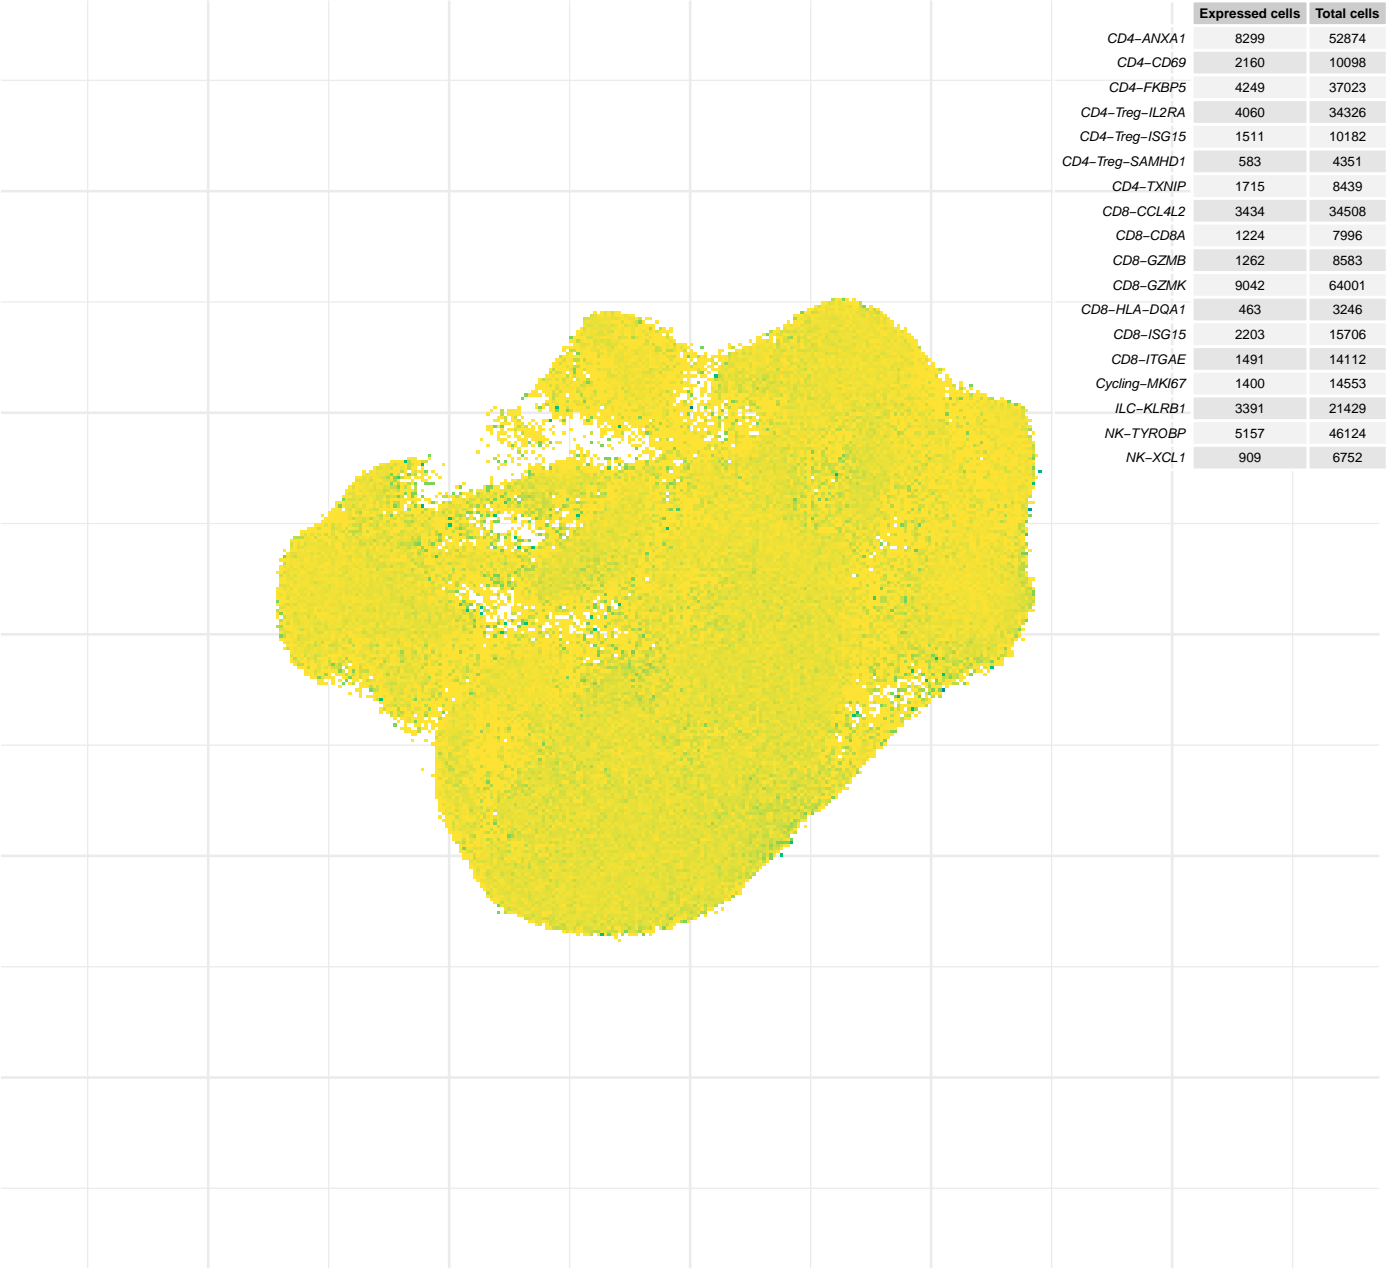 Expressed cells Total cells
CD4−ANXA1 8299 52874
CD4−CD69 2160 10098
CD4−FKBP5 4249 37023
CD4−Treg−IL2RA 4060 34326
CD4−Treg−ISG15 1511 10182
CD4−Treg−SAMHD1 583 4351
CD4−TXNIP 1715 8439
CD8−CCL4L2 3434 34508
CD8−CD8A 1224 7996
CD8−GZMB 1262 8583
CD8−GZMK 9042 64001
CD8−HLA−DQA1 463 3246
CD8−ISG15 2203 15706
CD8−ITGAE 1491 14112
Cycling−MKI67 1400 14553
ILC−KLRB1 3391 21429
NK−TYROBP 5157 46124
NK−XCL1 909 6752